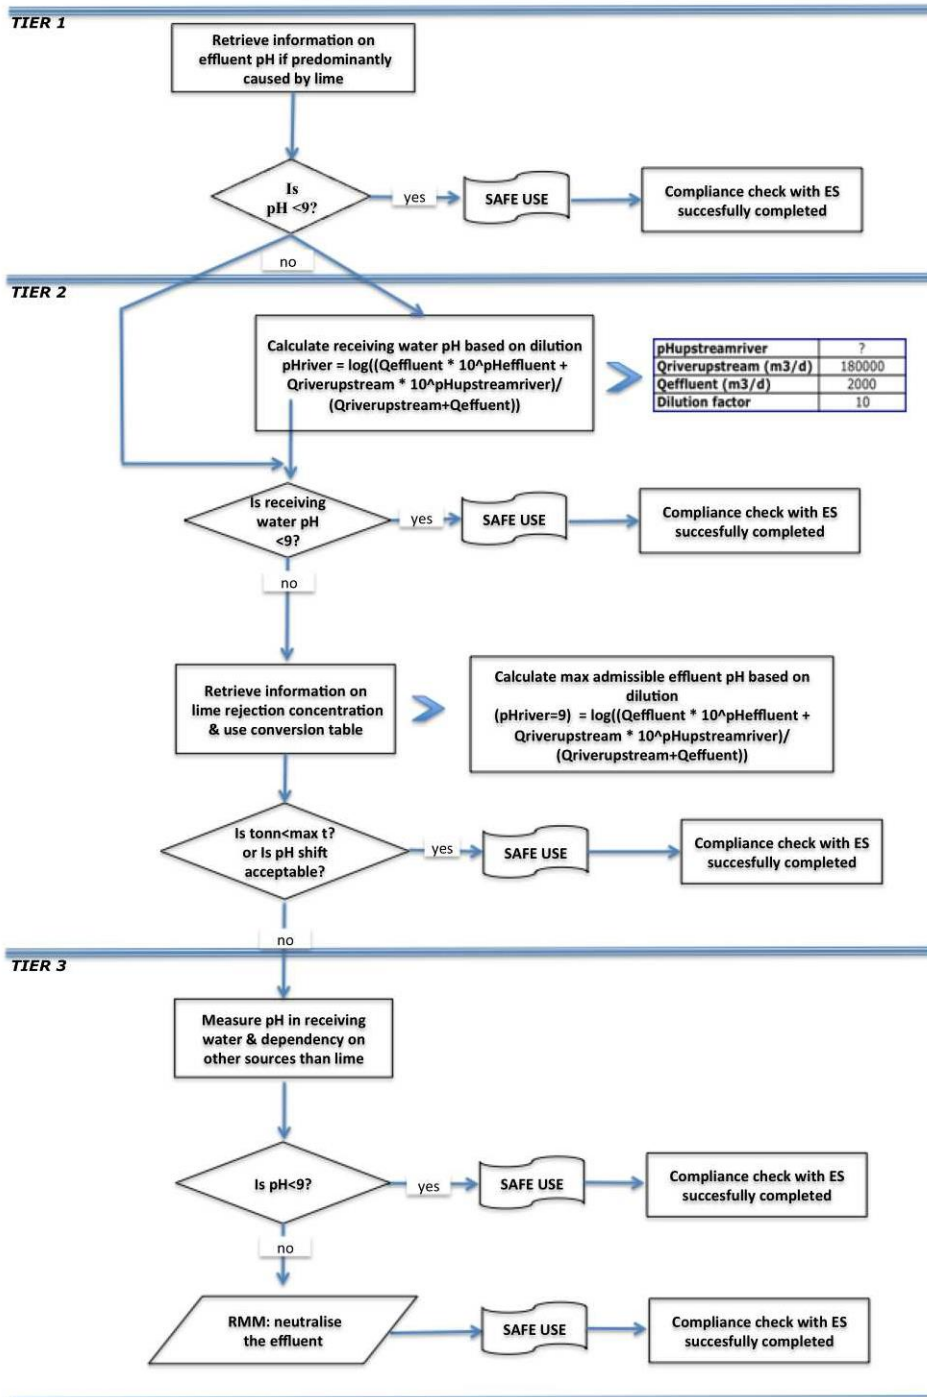 TIER 1
Retrieve information on
effluent pH if predominantly
caused by lime
Is
pH <9?
yes
SAFE USE
Compliance check with ES
succesfully completed
no
TIER 2
Calculate receiving water pH based on dilution
pHriver = log((Qeffluent * 10^pHeffluent +
Qriverupstream * 10^pHupstreamriver)/
(Qriverupstream+Qeffuent))
pHupstreamriver ?
Qriverupstream (m3/d) 180000
Qeffluent (m3/d) 2000
Dilution factor 10
Is receiving
water pH
<9?
yes
SAFE USE
Compliance check with ES
succesfully completed
no
Retrieve information on
lime rejection concentration
& use conversion table
Calculate max admissible effluent pH based on
dilution
(pHriver=9) = log((Qeffluent * 10^pHeffluent +
Qriverupstream * 10^pHupstreamriver)/
(Qriverupstream+Qeffuent))
Is tonn<max t?
or Is pH shift
acceptable?
yes
SAFE USE
Compliance check with ES
succesfully completed
no
TIER 3
Measure pH in receiving
water & dependency on
other sources than lime
Is pH<9?
yes
SAFE USE
Compliance check with ES
succesfully completed
no
RMM: neutralise
the effluent
SAFE USE
Compliance check with ES
succesfully completed